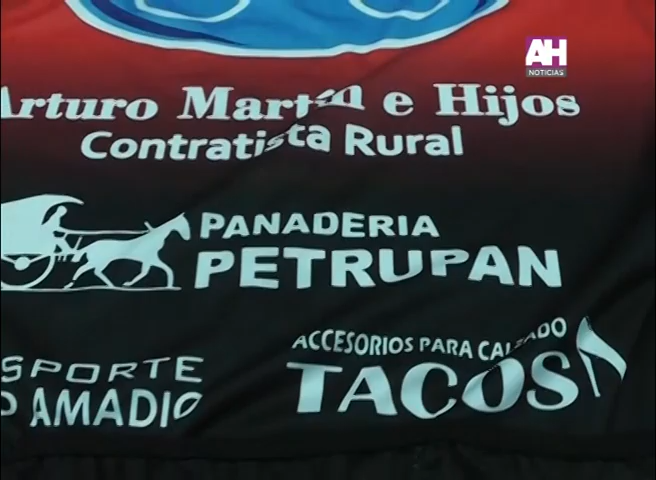 AH
NOTICIAS
Arturo Martín e Hijos
Contratista Rural
PANADERIA
PETRUPAN
SPORTE
AMADIO
ACCESORIOS PARA CALZADO
TACOS